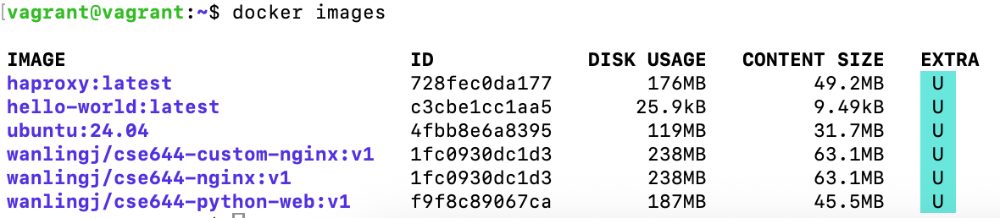 [vagrant@vagrant:~$ docker images
IMAGE ID DISK USAGE CONTENT SIZE EXTRA
haproxy:latest 728fec0da177 176MB 49.2MB U
hello-world:latest c3cbe1cc1aa5 25.9kB 9.49kB U
ubuntu:24.04 4fbb8e6a8395 119MB 31.7MB U
wanlingj/cse644-custom-nginx:v1 1fc0930dc1d3 238MB 63.1MB U
wanlingj/cse644-nginx:v1 1fc0930dc1d3 238MB 63.1MB U
wanlingj/cse644-python-web:v1 f9f8c89067ca 187MB 45.5MB U